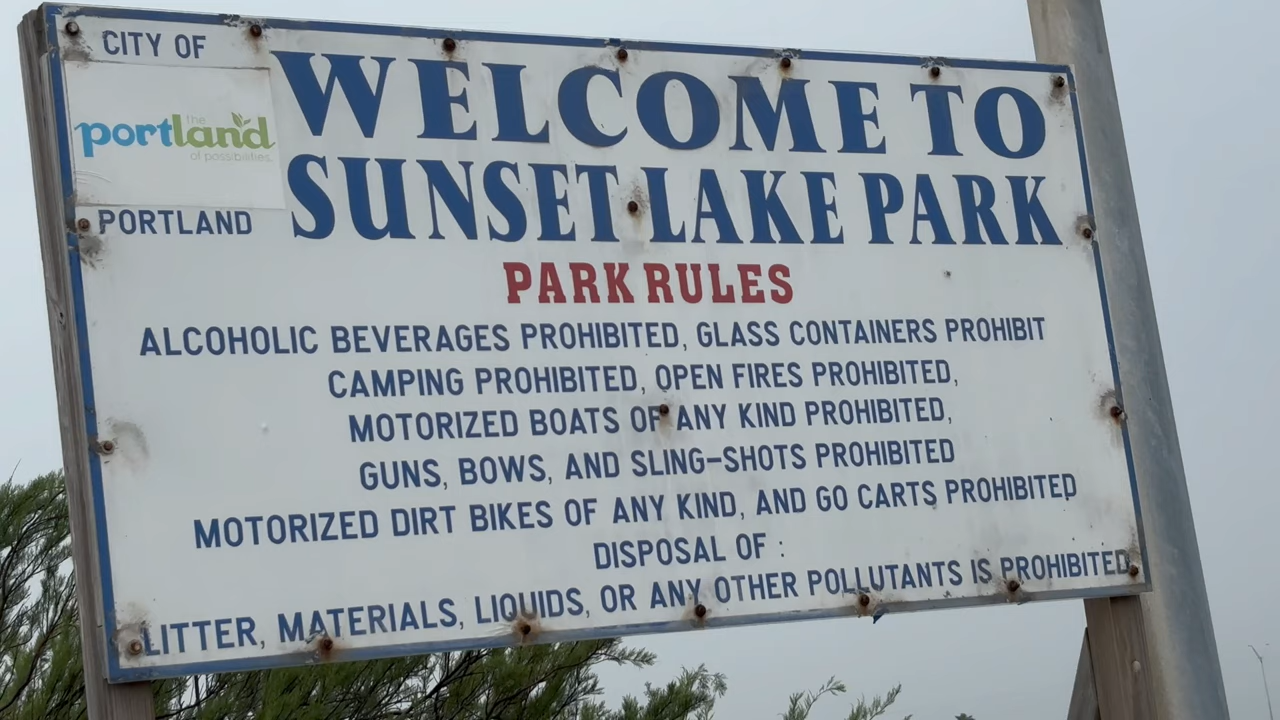 CITY OF
the
portland
of possibilities.
PORTLAND
WELCOME TO
SUNSET LAKE PARK
PARK RULES
ALCOHOLIC BEVERAGES PROHIBITED, GLASS CONTAINERS PROHIBIT
CAMPING PROHIBITED, OPEN FIRES PROHIBITED,
MOTORIZED BOATS OF ANY KIND PROHIBITED,
GUNS, BOWS, AND SLING-SHOTS PROHIBITED
MOTORIZED DIRT BIKES OF ANY KIND, AND GO CARTS PROHIBITED
DISPOSAL OF :
LITTER, MATERIALS, LIQUIDS, OR ANY OTHER POLLUTANTS IS PROHIBITED